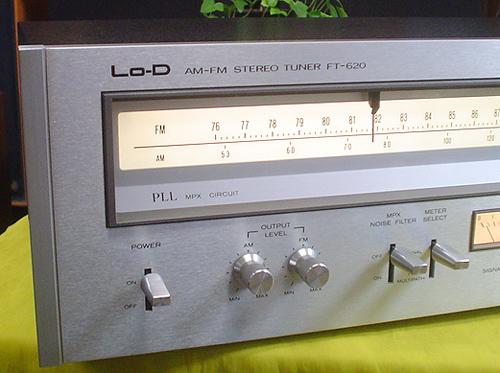 Lo-D AM-FM STEREO TUNER FT-620
FM 76 77 78 79 80 81 82 83 84 85 86 87
AM 53 60 70 80 100 120
PLL MPX CIRCUIT
POWER
ON
OFF
OUTPUT
LEVEL
AM FM
MIN MAX MIN MAX
MPX
NOISE FILTER
OFF
ON
METER
SELECT
MULTIPATH